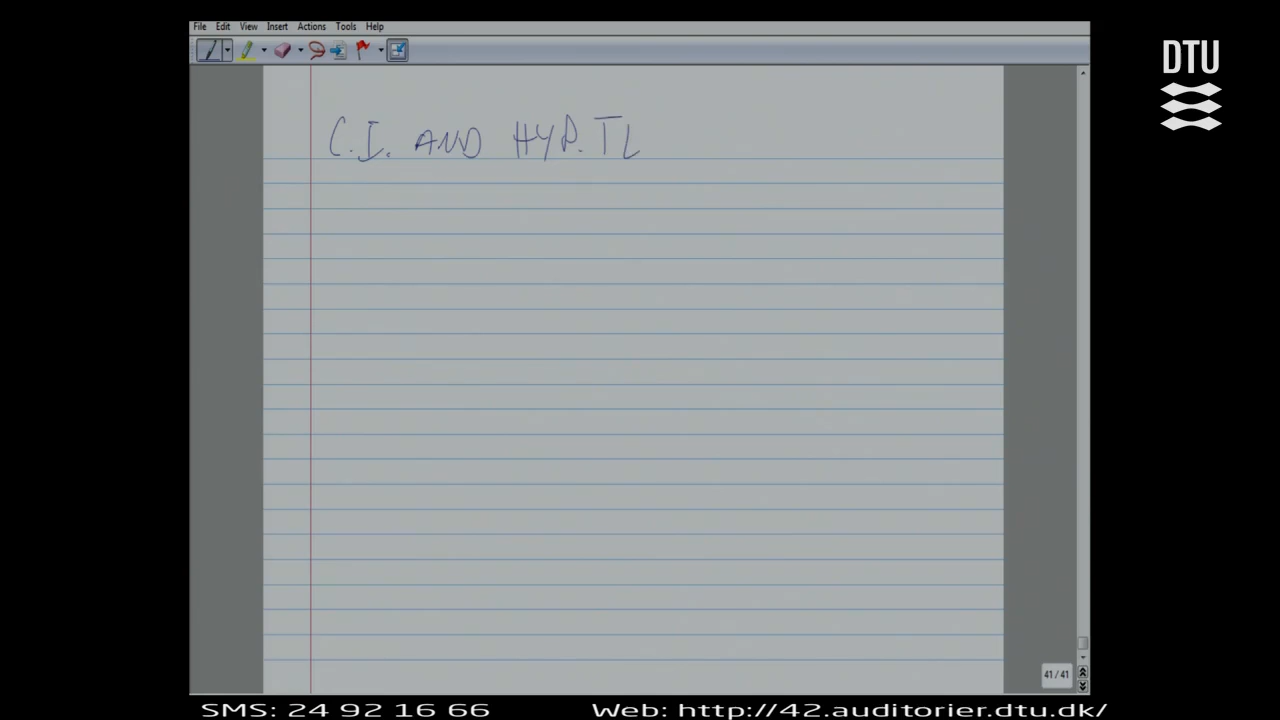 File Edit View Insert Actions Tools Help
DTU
C.I. AND HYP. TL
41 / 41
SMS: 24 92 16 66 Web: http://42.auditorier.dtu.dk/